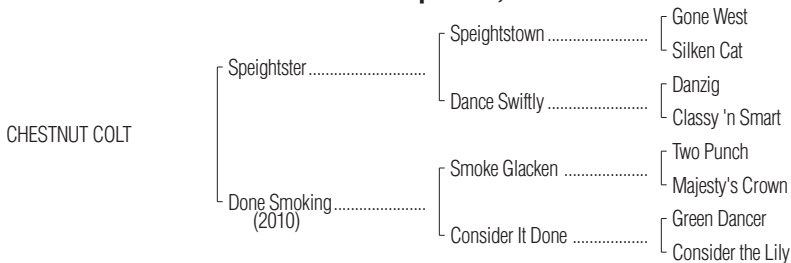 Gone West
Speightstown ...................
Silken Cat
Speightster......................
Danzig
Dance Swiftly ...................
Classy 'n Smart
CHESTNUT COLT
Two Punch
Smoke Glacken ................
Majesty's Crown
Done Smoking.................
(2010)
Green Dancer
Consider It Done ..............
Consider the Lily